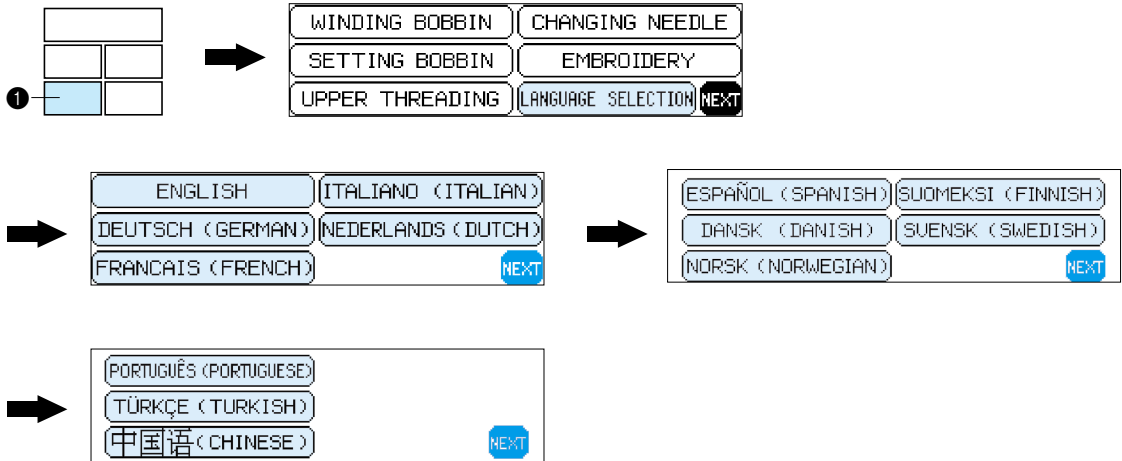 WINDING BOBBIN CHANGING NEEDLE
❶ SETTING BOBBIN EMBROIDERY
UPPER THREADING LANGUAGE SELECTION NEXT
ENGLISH ITALIANO (ITALIAN)
DEUTSCH (GERMAN) NEDERLANDS (DUTCH)
FRANCAIS (FRENCH) NEXT
ESPAÑOL (SPANISH) SUOMEKSI (FINNISH)
DANSK (DANISH) SVENSK (SWEDISH)
NORSK (NORWEGIAN) NEXT
PORTUGUÊS (PORTUGUESE)
TÜRKÇE (TURKISH)
中国语(CHINESE) NEXT